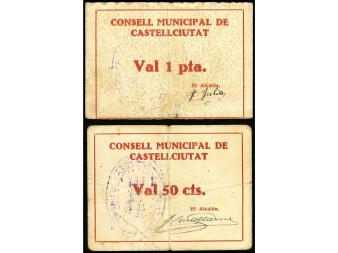 CONSELL MUNICIPAL DE
CASTELLCIUTAT
Val 1 pta.
El Alcalde,
CONSELL MUNICIPAL DE
CASTELLCIUTAT
Val 50 cts.
El Alcalde,